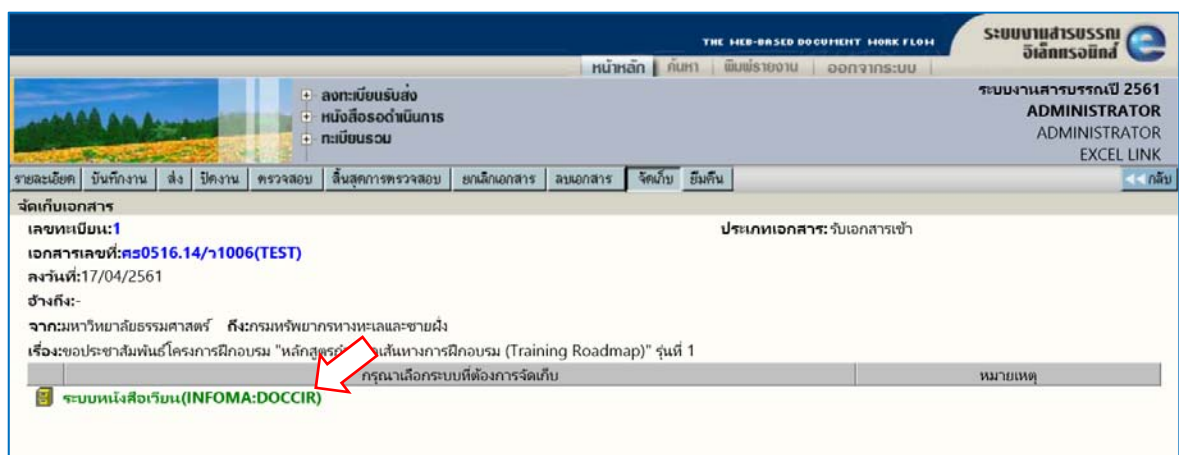 THE WEB-BASED DOCUMENT WORK FLOW
ระบบงานสารบรรณ
อิเล็กทรอนิกส์
หน้าหลัก ค้นหา พิมพ์รายงาน ออกจากระบบ
ลงทะเบียนรับส่ง
หนังสือรอดำเนินการ
ทะเบียนรวม
ระบบงานสารบรรณปี 2561
ADMINISTRATOR
ADMINISTRATOR
EXCEL LINK
รายละเอียด บันทึกงาน ส่ง ปิดงาน ตรวจสอบ สิ้นสุดการตรวจสอบ ยกเลิกเอกสาร ลบเอกสาร จัดเก็บ ยืมคืน กลับ
จัดเก็บเอกสาร
เลขทะเบียน:1 ประเภทเอกสาร: รับเอกสารเข้า
เอกสารเลขที่:ศธ0516.14/ว1006(TEST)
ลงวันที่:17/04/2561
อ้างถึง:-
จาก:มหาวิทยาลัยธรรมศาสตร์ ถึง:กรมทรัพยากรทางทะเลและชายฝั่ง
เรื่อง:ขอประชาสัมพันธ์โครงการฝึกอบรม "หลักสูตร เส้นทางการฝึกอบรม (Training Roadmap)" รุ่นที่ 1
กรุณาเลือกระบบที่ต้องการจัดเก็บ หมายเหตุ
ระบบหนังสือเวียน(INFOMA:DOCCIR)